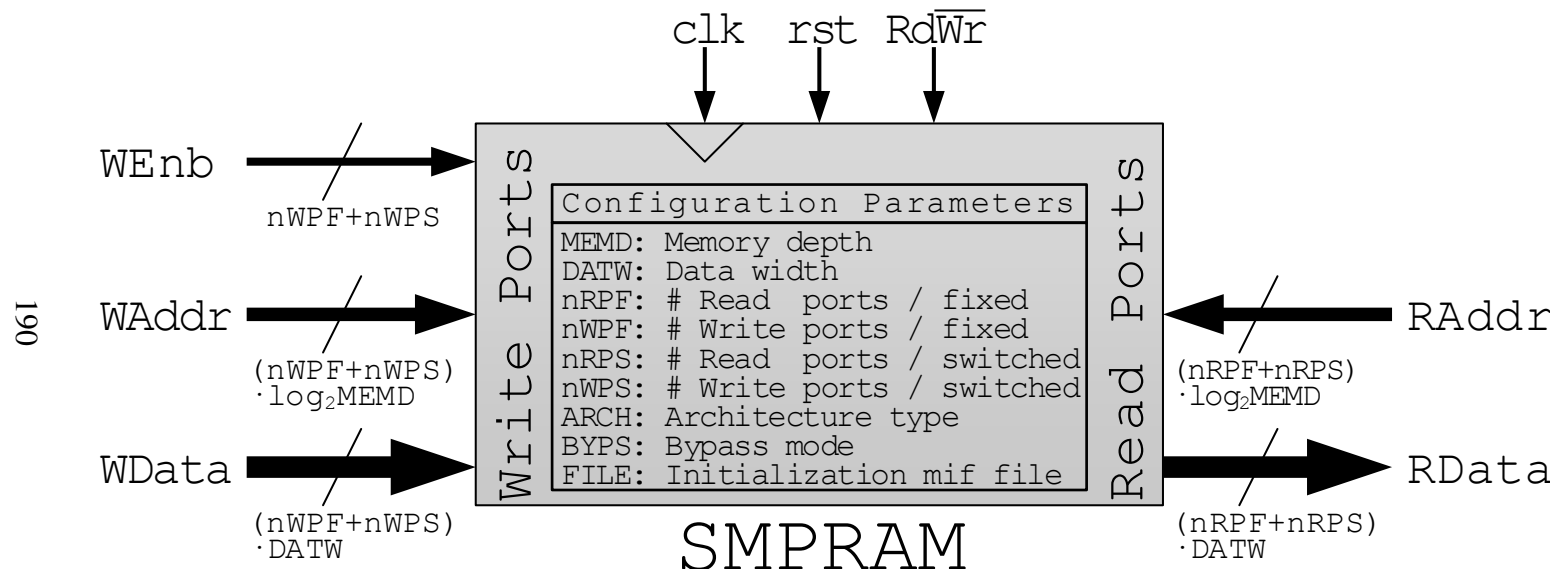 clk rst RdW̅r̅
WEnb
nWPF+nWPS
WAddr
(nWPF+nWPS)
·log₂MEMD
WData
(nWPF+nWPS)
·DATW
Write Ports
Configuration Parameters
MEMD: Memory depth
DATW: Data width
nRPF: # Read ports / fixed
nWPF: # Write ports / fixed
nRPS: # Read ports / switched
nWPS: # Write ports / switched
ARCH: Architecture type
BYPS: Bypass mode
FILE: Initialization mif file
Read Ports
RAddr
(nRPF+nRPS)
·log₂MEMD
RData
(nRPF+nRPS)
·DATW
SMPRAM
190